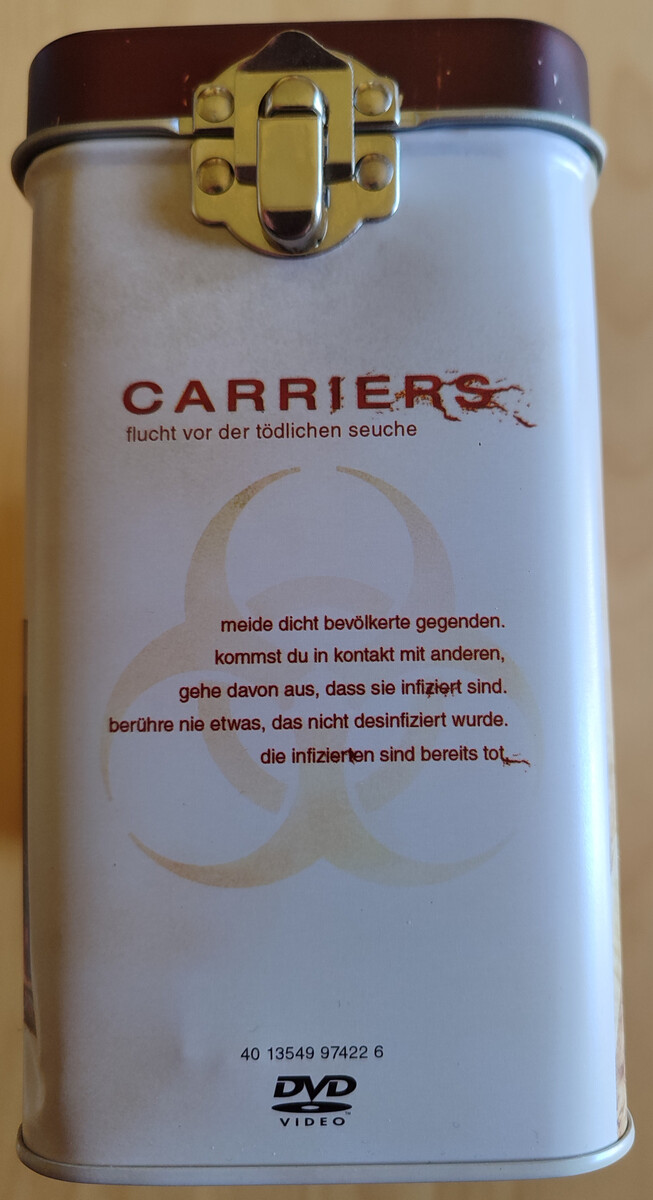 CARRIERS
flucht vor der tödlichen seuche
meide dicht bevölkerte gegenden.
kommst du in kontakt mit anderen,
gehe davon aus, dass sie infiziert sind.
berühre nie etwas, das nicht desinfiziert wurde.
die infizierten sind bereits tot.
40 13549 97422 6
DVD
VIDEO™